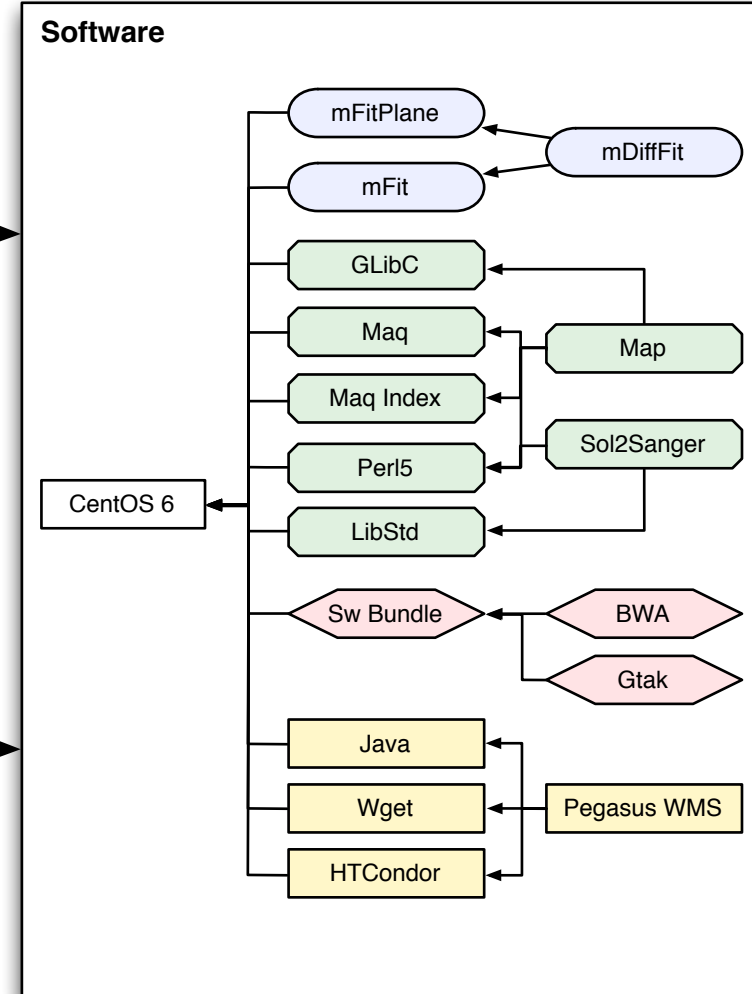 Software
mFitPlane
mDiffFit
mFit
GLibC
Maq
Map
Maq Index
Sol2Sanger
Perl5
CentOS 6
LibStd
Sw Bundle
BWA
Gtak
Java
Wget
Pegasus WMS
HTCondor